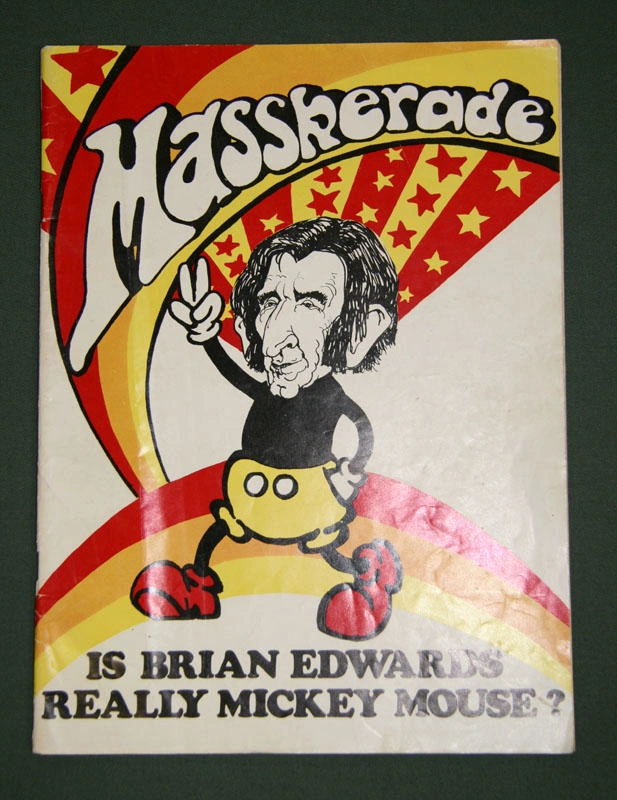 Masskerade
IS BRIAN EDWARDS
REALLY MICKEY MOUSE?